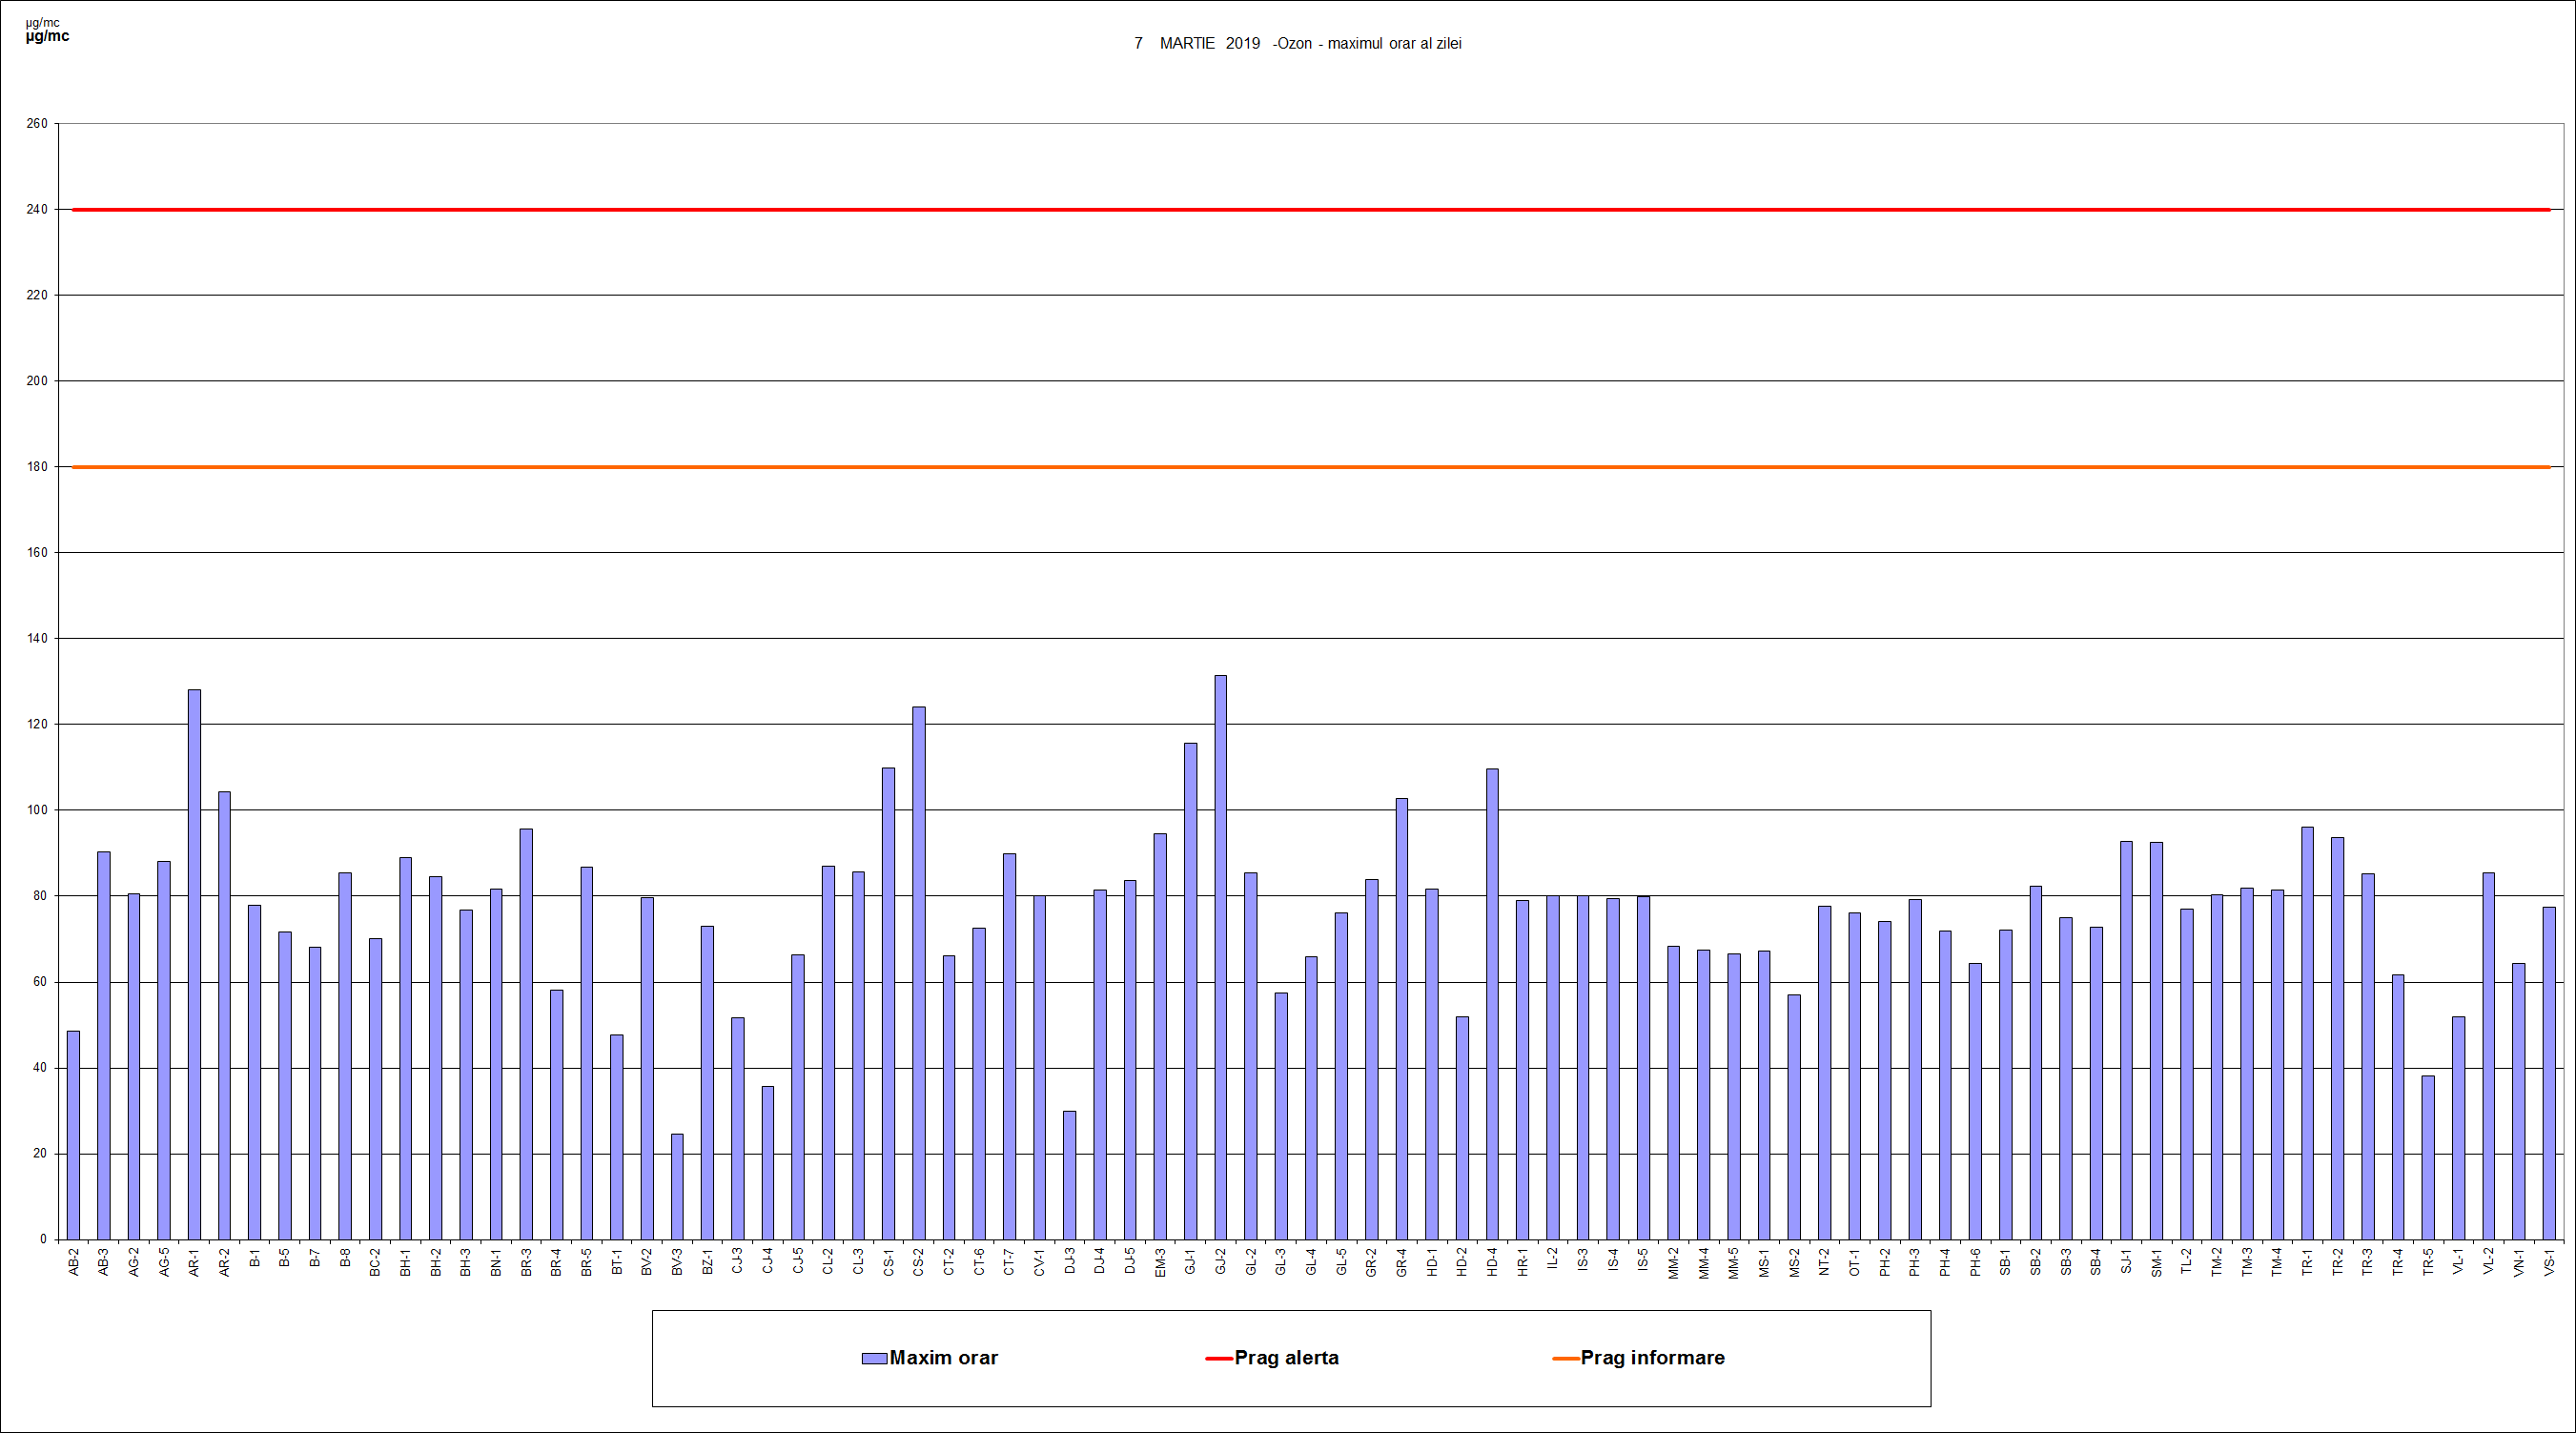 µg/mc
µg/mc
7 MARTIE 2019 -Ozon - maximul orar al zilei
260
240
220
200
180
160
140
120
100
80
60
40
20
0
AB-2 AB-3 AG-2 AG-5 AR-1 AR-2 B-1 B-5 B-7 B-8 BC-2 BH-1 BH-2 BH-3 BN-1 BR-3 BR-4 BR-5 BT-1 BV-2 BV-3 BZ-1 CJ-3 CJ-4 CJ-5 CL-2 CL-3 CS-1 CS-2 CT-2 CT-6 CT-7 CV-1 DJ-3 DJ-4 DJ-5 EM-3 GJ-1 GJ-2 GL-2 GL-3 GL-4 GL-5 GR-2 GR-4 HD-1 HD-2 HD-4 HR-1 IL-2 IS-3 IS-4 IS-5 MM-2 MM-4 MM-5 MS-1 MS-2 NT-2 OT-1 PH-2 PH-3 PH-4 PH-6 SB-1 SB-2 SB-3 SB-4 SJ-1 SM-1 TL-2 TM-2 TM-3 TM-4 TR-1 TR-2 TR-3 TR-4 TR-5 VL-1 VL-2 VN-1 VS-1
Maxim orar Prag alerta Prag informare